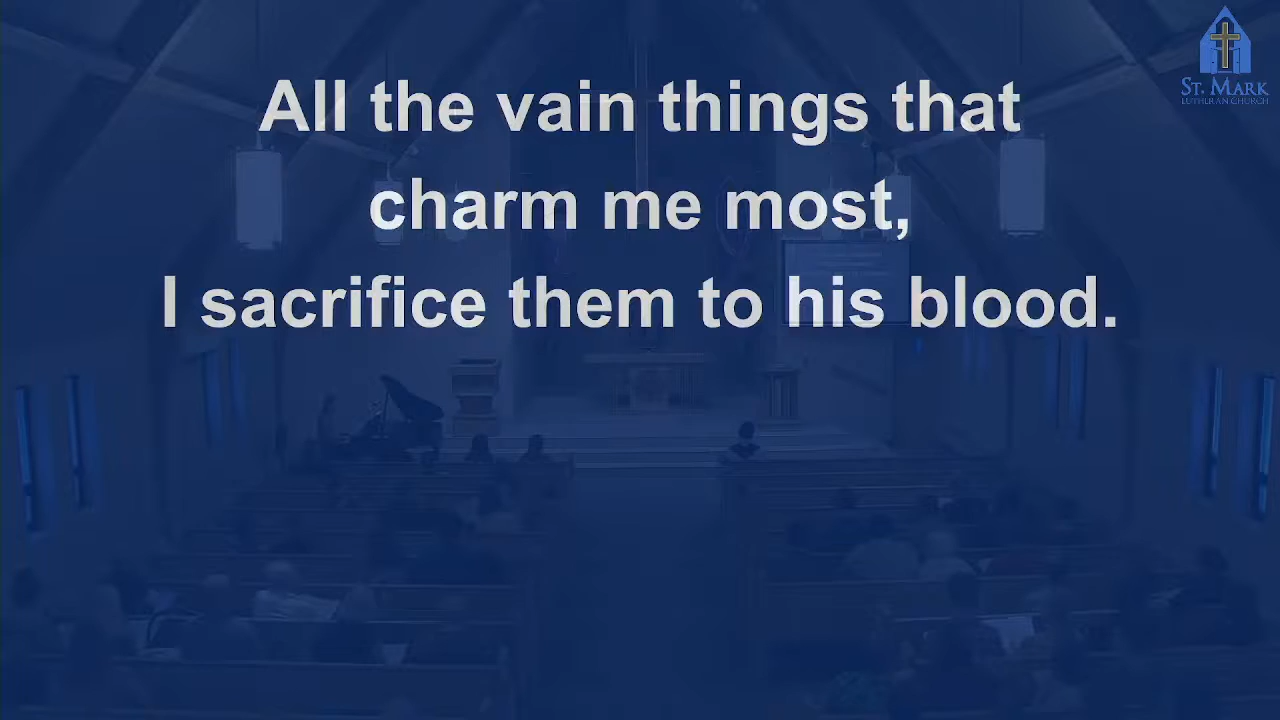 All the vain things that
charm me most,
I sacrifice them to his blood.
St. Mark
Lutheran Church